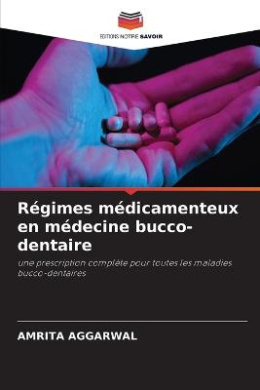 EDITIONS NOTRE SAVOIR
Régimes médicamenteux
en médecine bucco-
dentaire
une prescription complète pour toutes les maladies
bucco-dentaires
AMRITA AGGARWAL